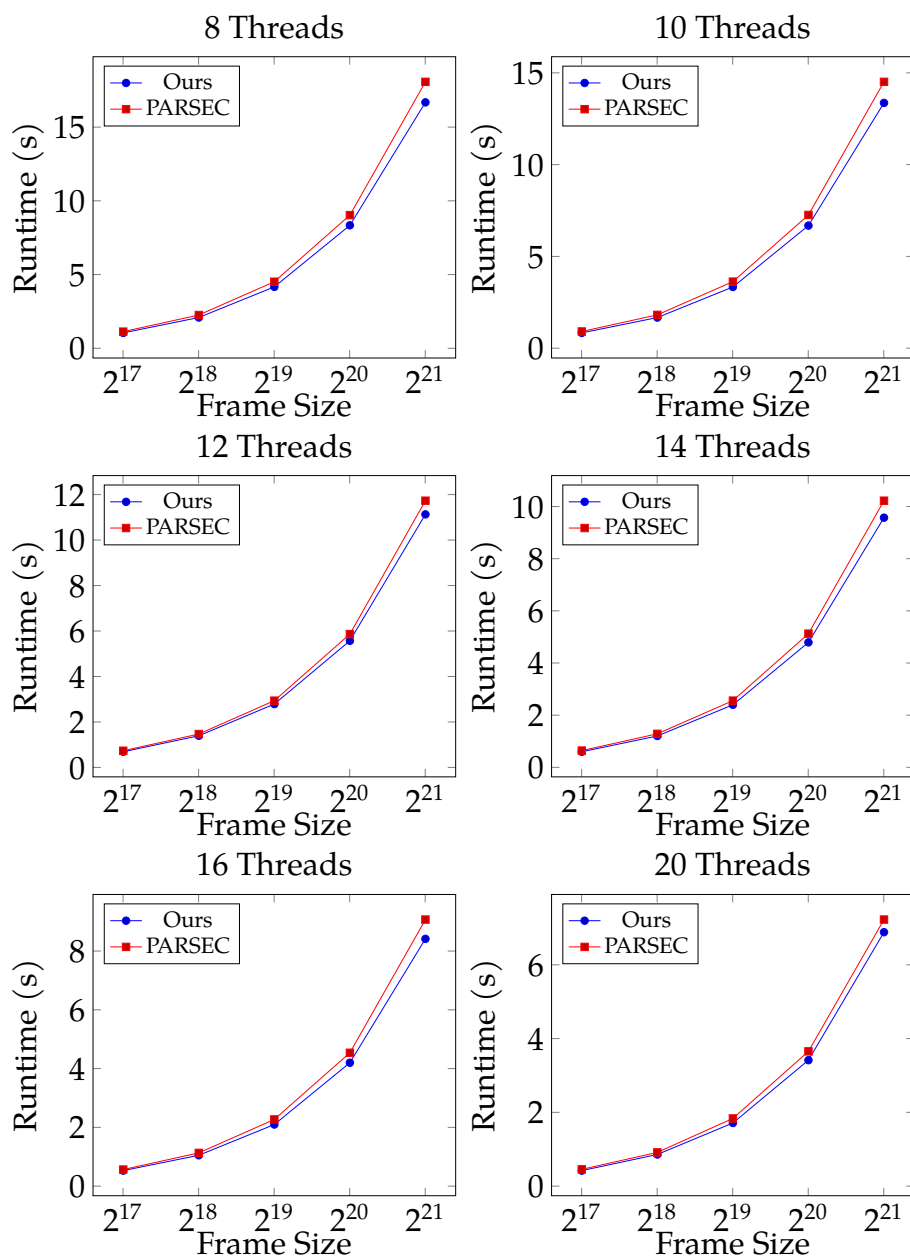 8 Threads
Ours
PARSEC
15
10
5
0
Runtime (s)
2^17 2^18 2^19 2^20 2^21
Frame Size
10 Threads
Ours
PARSEC
15
10
5
0
Runtime (s)
2^17 2^18 2^19 2^20 2^21
Frame Size
12 Threads
Ours
PARSEC
12
10
8
6
4
2
0
Runtime (s)
2^17 2^18 2^19 2^20 2^21
Frame Size
14 Threads
Ours
PARSEC
10
8
6
4
2
0
Runtime (s)
2^17 2^18 2^19 2^20 2^21
Frame Size
16 Threads
Ours
PARSEC
8
6
4
2
0
Runtime (s)
2^17 2^18 2^19 2^20 2^21
Frame Size
20 Threads
Ours
PARSEC
6
4
2
0
Runtime (s)
2^17 2^18 2^19 2^20 2^21
Frame Size